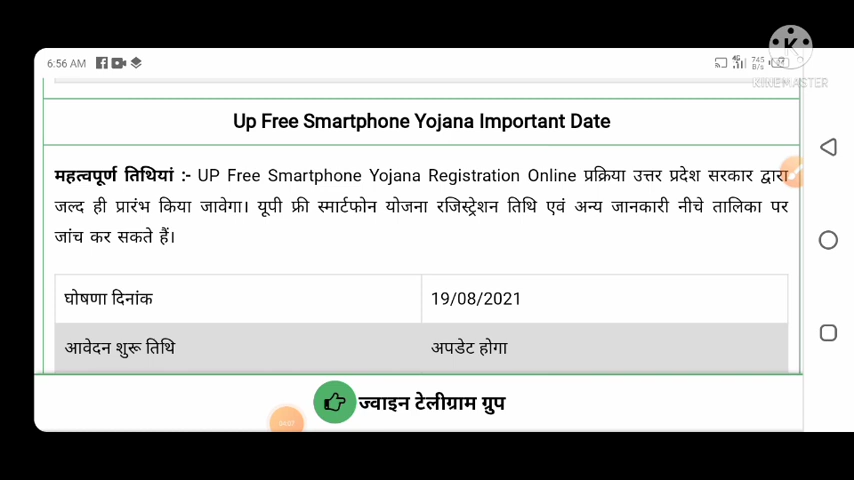 6:56 AM
4G
745
B/s
KINEMASTER
Up Free Smartphone Yojana Important Date
महत्वपूर्ण तिथियां :- UP Free Smartphone Yojana Registration Online प्रक्रिया उत्तर प्रदेश सरकार द्वारा
जल्द ही प्रारंभ किया जावेगा। यूपी फ्री स्मार्टफोन योजना रजिस्ट्रेशन तिथि एवं अन्य जानकारी नीचे तालिका पर
जांच कर सकते हैं।
घोषणा दिनांक 19/08/2021
आवेदन शुरू तिथि अपडेट होगा
ज्वाइन टेलीग्राम ग्रुप